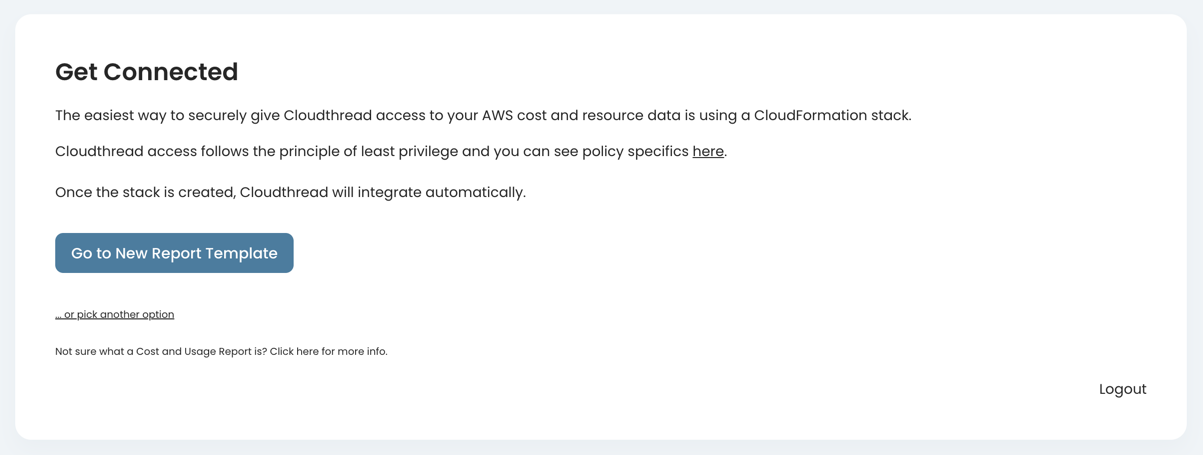 Get Connected
The easiest way to securely give Cloudthread access to your AWS cost and resource data is using a CloudFormation stack.
Cloudthread access follows the principle of least privilege and you can see policy specifics here.
Once the stack is created, Cloudthread will integrate automatically.
Go to New Report Template
... or pick another option
Not sure what a Cost and Usage Report is? Click here for more info.
Logout